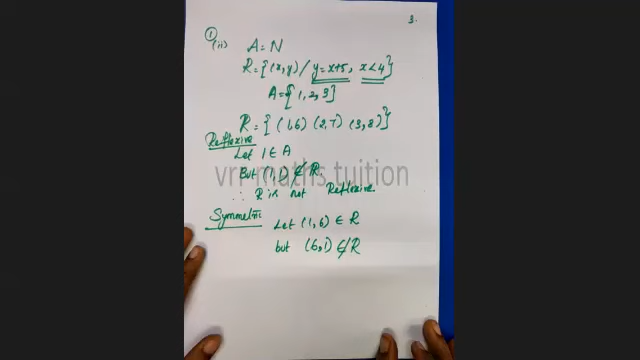 3.
① (ii) A = N
R = {(x, y) / y = x+5, x < 4}
A = {1, 2, 3}
R = { (1,6) (2,7) (3,8) }
Reflexive
Let 1 ∈ A
But (1,1) ∉ R
∴ R is not Reflexive.
Symmetric
Let (1,6) ∈ R
but (6,1) ∉ R
vrr maths tuition